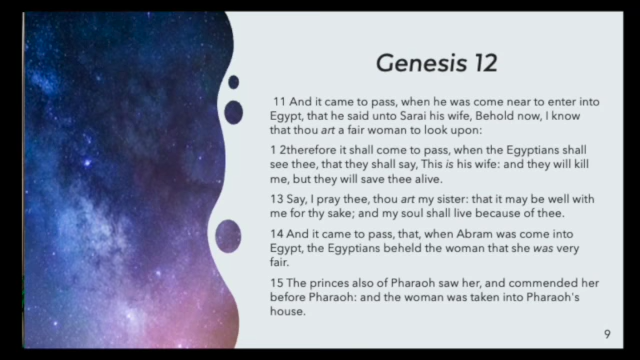 Genesis 12
11 And it came to pass, when he was come near to enter into
Egypt, that he said unto Sarai his wife, Behold now, I know
that thou art a fair woman to look upon:
1 2therefore it shall come to pass, when the Egyptians shall
see thee, that they shall say, This is his wife: and they will kill
me, but they will save thee alive.
13 Say, I pray thee, thou art my sister: that it may be well with
me for thy sake; and my soul shall live because of thee.
14 And it came to pass, that, when Abram was come into
Egypt, the Egyptians beheld the woman that she was very
fair.
15 The princes also of Pharaoh saw her, and commended her
before Pharaoh: and the woman was taken into Pharaoh's
house.
9